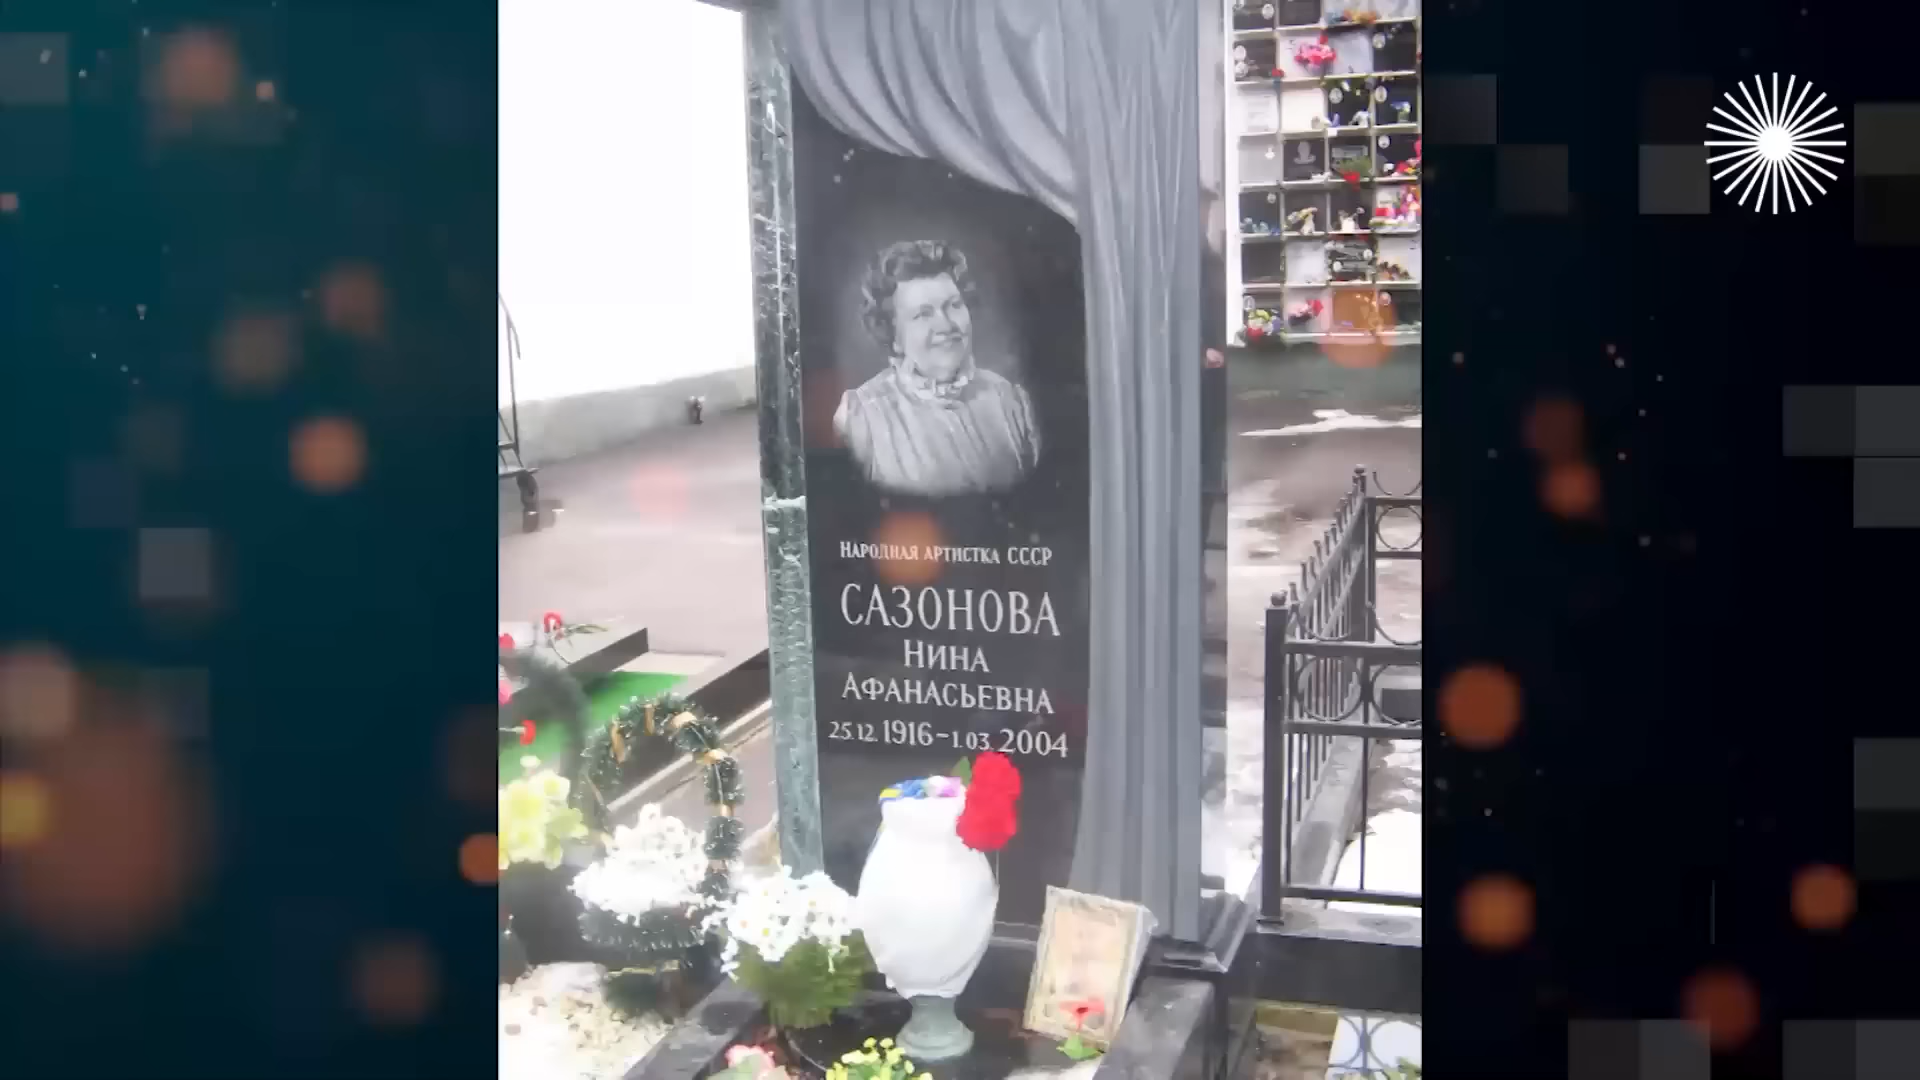 НАРОДНАЯ АРТИСТКА СССР
САЗОНОВА
НИНА
АФАНАСЬЕВНА
25.12.1916-1.03.2004